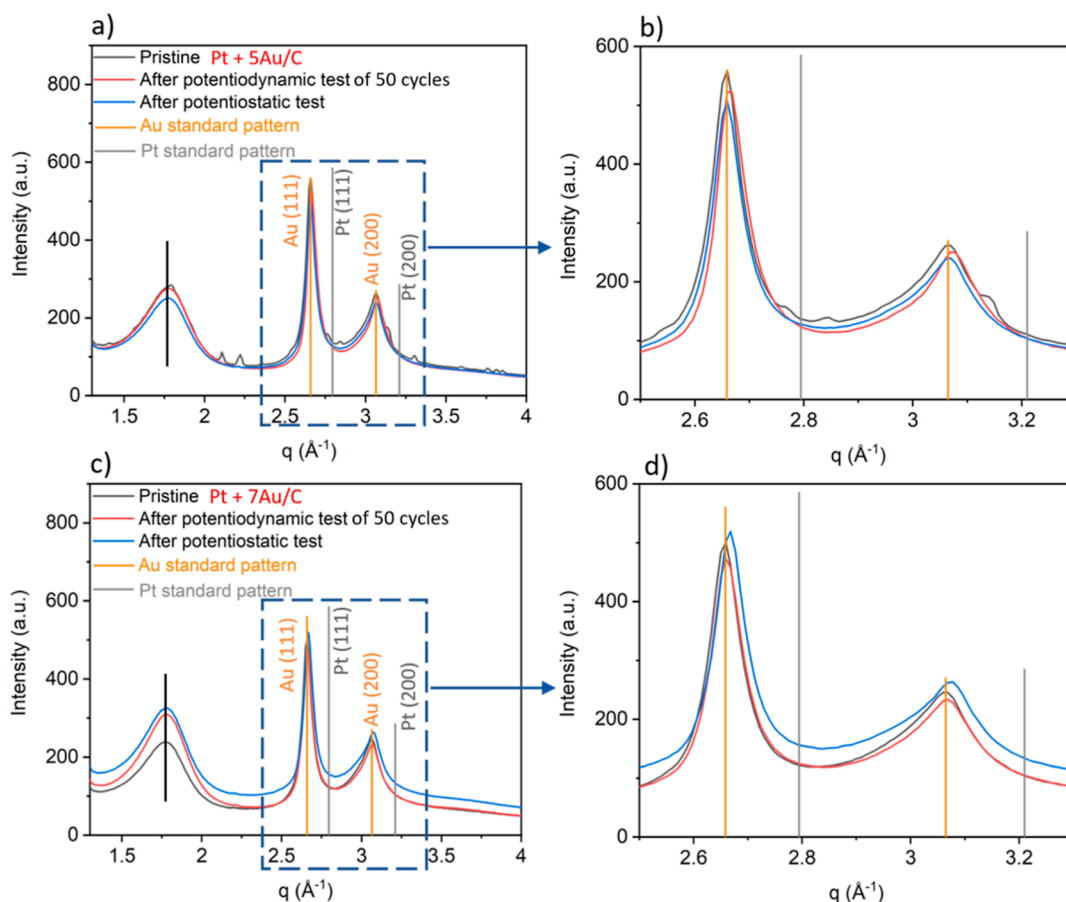 a)
Pristine Pt + 5Au/C
After potentiodynamic test of 50 cycles
After potentiostatic test
Au standard pattern
Pt standard pattern
Au (111)
Pt (111)
Au (200)
Pt (200)
Intensity (a.u.)
800
600
400
200
0
1.5
2
2.5
3
3.5
4
q (Å⁻¹)
b)
Intensity (a.u.)
600
400
300
200
0
2.6
2.8
3
3.2
q (Å⁻¹)
c)
Pristine Pt + 7Au/C
After potentiodynamic test of 50 cycles
After potentiostatic test
Au standard pattern
Pt standard pattern
Au (111)
Pt (111)
Au (200)
Pt (200)
Intensity (a.u.)
800
600
400
200
0
1.5
2
2.5
3
3.5
4
q (Å⁻¹)
d)
Intensity (a.u.)
600
400
200
0
2.6
2.8
3
3.2
q (Å⁻¹)